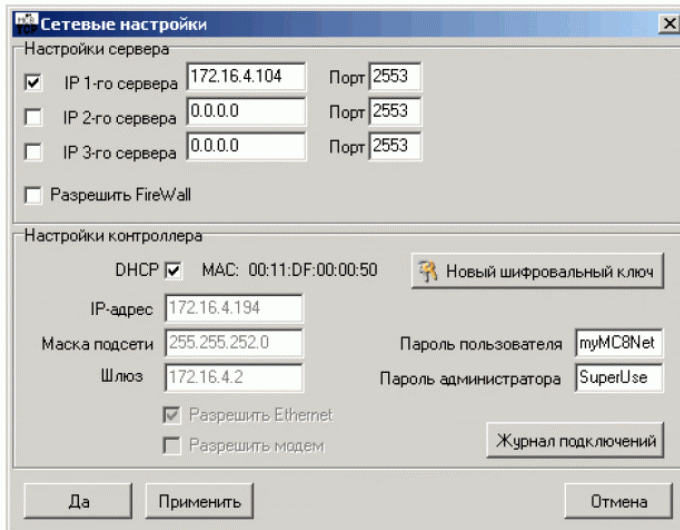 Сетевые настройки
Настройки сервера
IP 1-го сервера 172.16.4.104 Порт 2553
IP 2-го сервера 0.0.0.0 Порт 2553
IP 3-го сервера 0.0.0.0 Порт 2553
Разрешить FireWall
Настройки контроллера
DHCP MAC: 00:11:DF:00:00:50 Новый шифровальный ключ
IP-адрес 172.16.4.194
Маска подсети 255.255.252.0 Пароль пользователя myMC8Net
Шлюз 172.16.4.2 Пароль администратора SuperUse
Разрешить Ethernet
Разрешить модем Журнал подключений
Да Применить Отмена